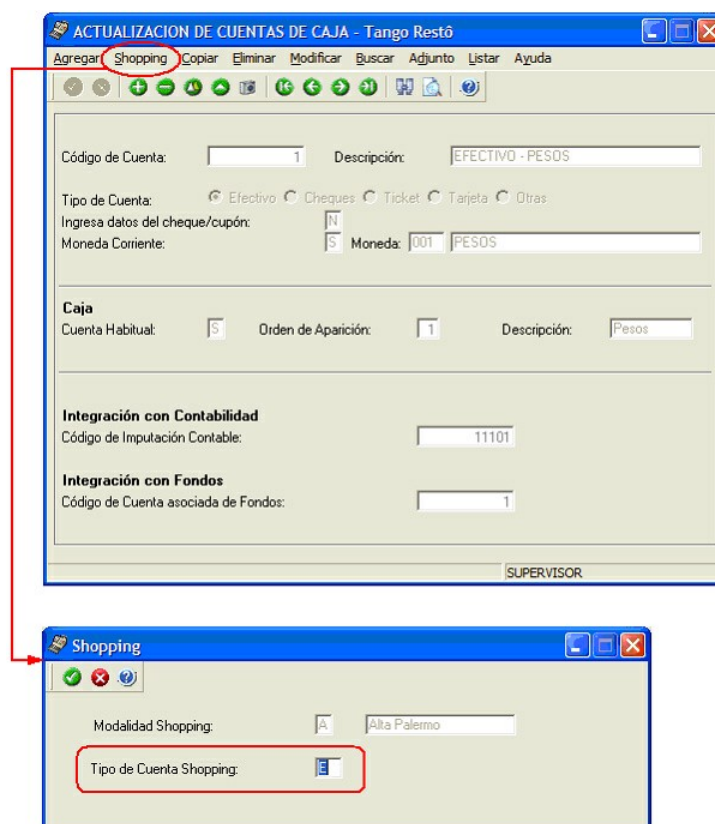 ACTUALIZACION DE CUENTAS DE CAJA - Tango Restô
Agregar Shopping Copiar Eliminar Modificar Buscar Adjunto Listar Ayuda
Código de Cuenta: 1 Descripción: EFECTIVO - PESOS
Tipo de Cuenta: Efectivo Cheques Ticket Tarjeta Otras
Ingresa datos del cheque/cupón: N
Moneda Corriente: S Moneda: 001 PESOS
Caja
Cuenta Habitual: S Orden de Aparición: 1 Descripción: Pesos
Integración con Contabilidad
Código de Imputación Contable: 11101
Integración con Fondos
Código de Cuenta asociada de Fondos: 1
SUPERVISOR
Shopping
Modalidad Shopping: A Alta Palermo
Tipo de Cuenta Shopping: E